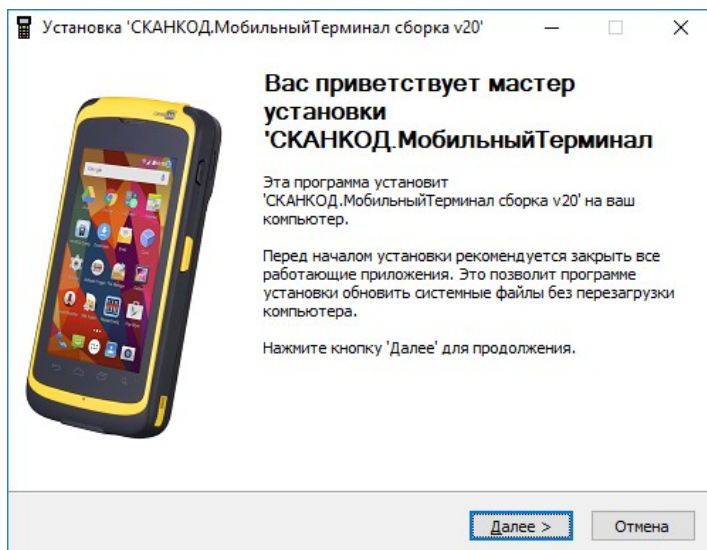 Установка 'СКАНКОД.МобильныйТерминал сборка v20'
Вас приветствует мастер
установки
'СКАНКОД.МобильныйТерминал
Эта программа установит
'СКАНКОД.МобильныйТерминал сборка v20' на ваш
компьютер.
Перед началом установки рекомендуется закрыть все
работающие приложения. Это позволит программе
установки обновить системные файлы без перезагрузки
компьютера.
Нажмите кнопку 'Далее' для продолжения.
Google
Далее >
Отмена